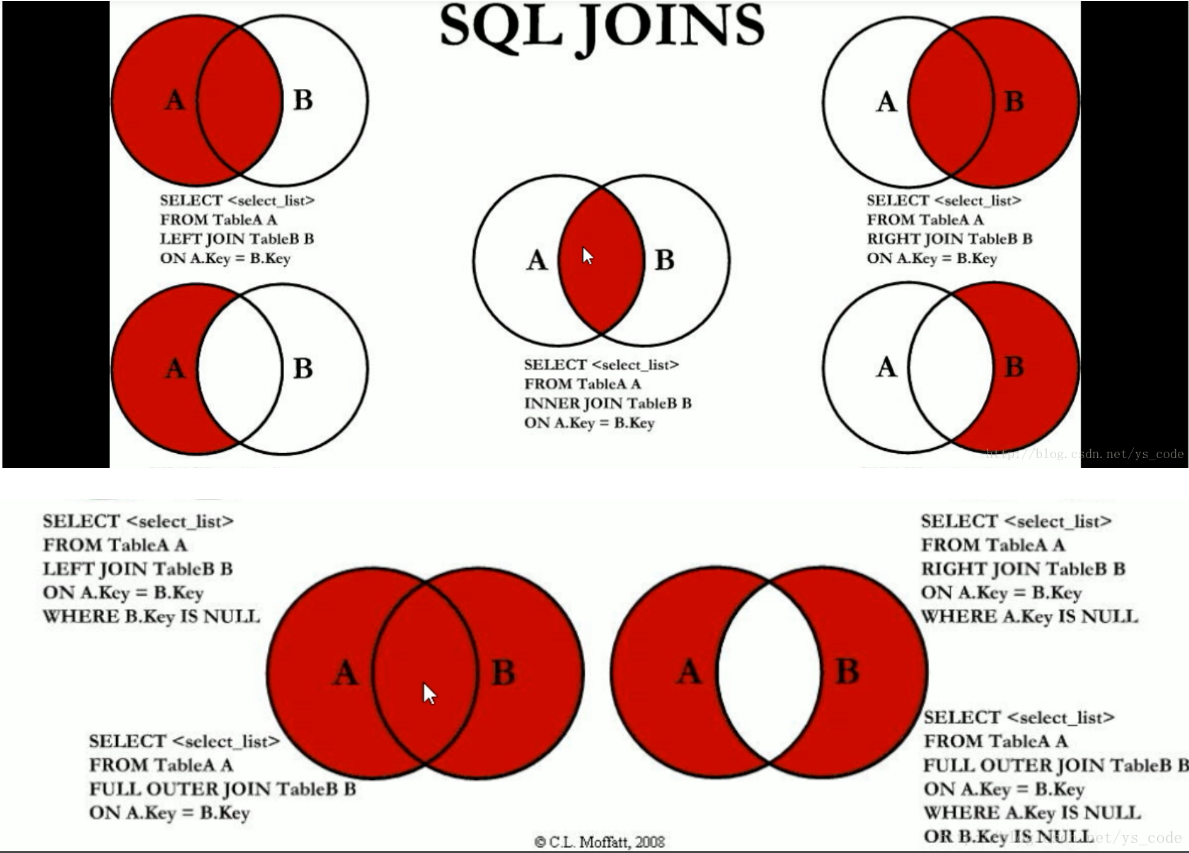 SQL JOINS
A
B
SELECT <select_list>
FROM TableA A
LEFT JOIN TableB B
ON A.Key = B.Key
A
B
SELECT <select_list>
FROM TableA A
RIGHT JOIN TableB B
ON A.Key = B.Key
A
B
SELECT <select_list>
FROM TableA A
INNER JOIN TableB B
ON A.Key = B.Key
A
B
A
B
http://blog.csdn.net/ys_code
SELECT <select_list>
FROM TableA A
LEFT JOIN TableB B
ON A.Key = B.Key
WHERE B.Key IS NULL
SELECT <select_list>
FROM TableA A
RIGHT JOIN TableB B
ON A.Key = B.Key
WHERE A.Key IS NULL
A
B
A
B
SELECT <select_list>
FROM TableA A
FULL OUTER JOIN TableB B
ON A.Key = B.Key
SELECT <select_list>
FROM TableA A
FULL OUTER JOIN TableB B
ON A.Key = B.Key
WHERE A.Key IS NULL
OR B.Key IS NULL
net/ys_code
© C.L. Moffatt, 2008